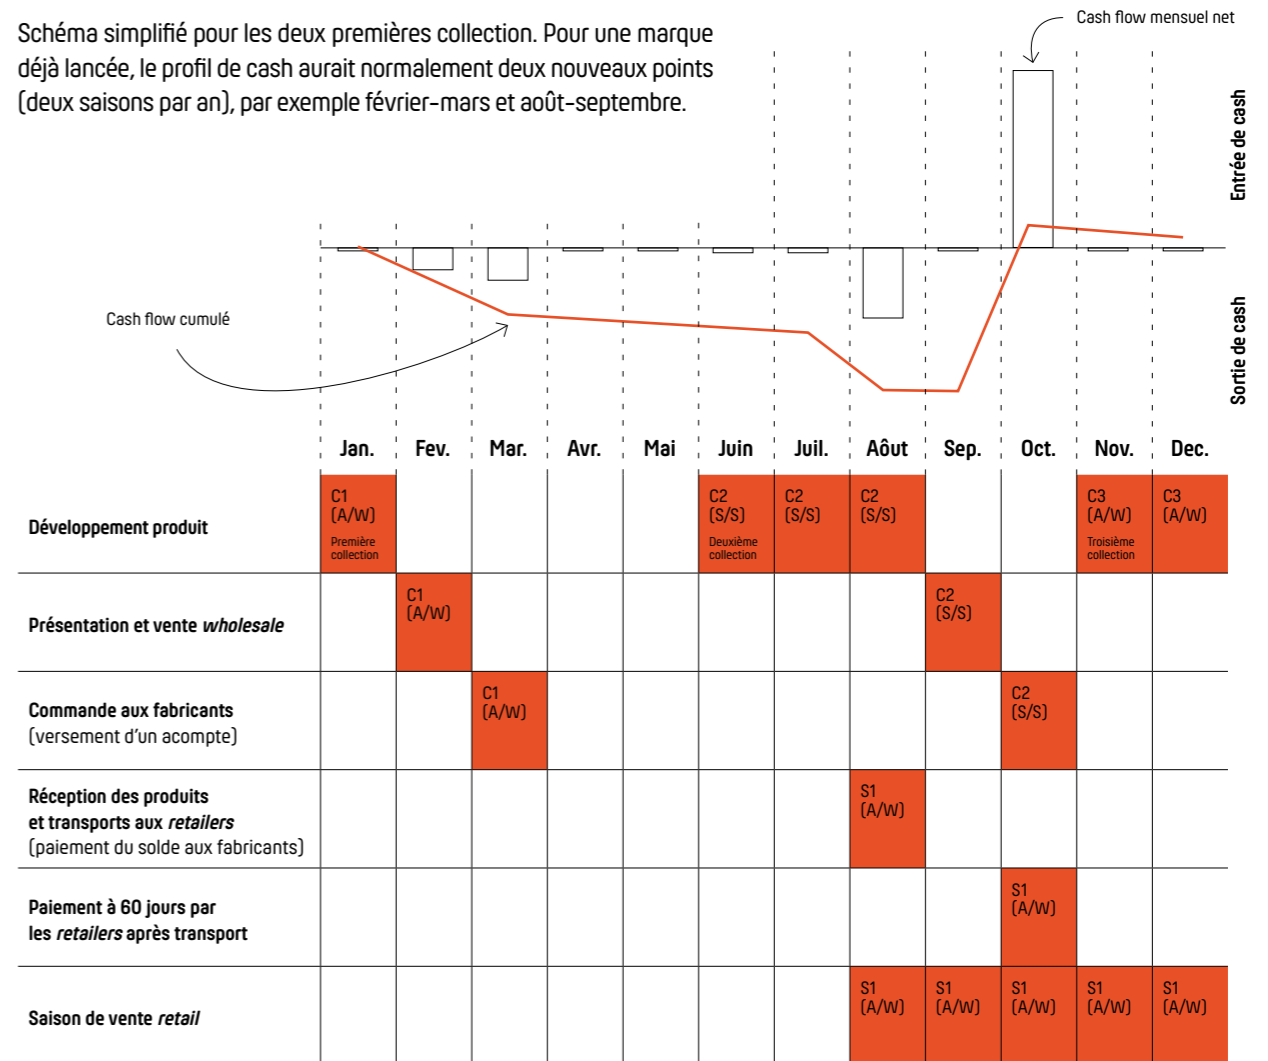 Schéma simplifié pour les deux premières collection. Pour une marque
déjà lancée, le profil de cash aurait normalement deux nouveaux points
(deux saisons par an), par exemple février-mars et août-septembre.
Cash flow mensuel net
Entrée de cash
Cash flow cumulé
Sortie de cash
Jan. Fev. Mar. Avr. Mai Juin Juil. Aôut Sep. Oct. Nov. Dec.
Développement produit
C1
(A/W)
Première
collection
C2
(S/S)
Deuxième
collection
C2
(S/S)
C2
(S/S)
C3
(A/W)
Troisième
collection
C3
(A/W)
Présentation et vente wholesale
C1
(A/W)
C2
(S/S)
Commande aux fabricants
(versement d'un acompte)
C1
(A/W)
C2
(S/S)
Réception des produits
et transports aux retailers
(paiement du solde aux fabricants)
S1
(A/W)
Paiement à 60 jours par
les retailers après transport
S1
(A/W)
Saison de vente retail
S1
(A/W)
S1
(A/W)
S1
(A/W)
S1
(A/W)
S1
(A/W)